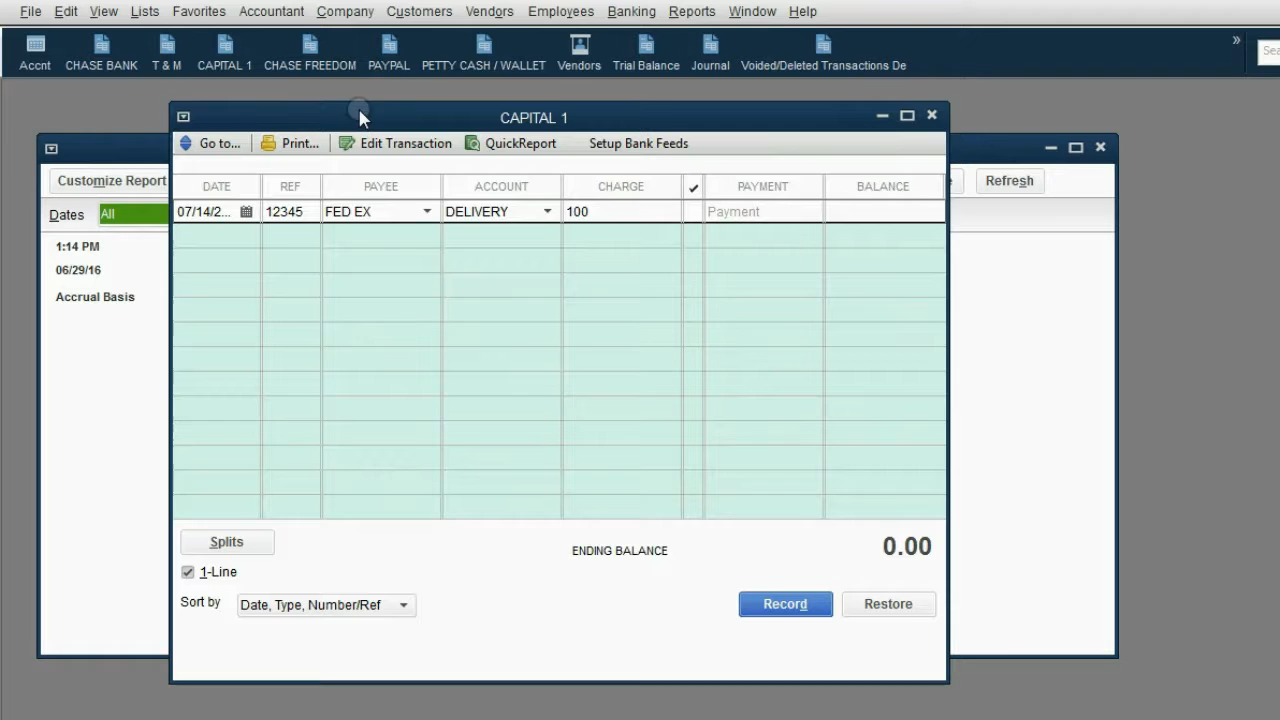 File Edit View Lists Favorites Accountant Company Customers Vendors Employees Banking Reports Window Help
Accnt CHASE BANK T & M CAPITAL 1 CHASE FREEDOM PAYPAL PETTY CASH / WALLET Vendors Trial Balance Journal Voided/Deleted Transactions De
» Sea
CAPITAL 1
Go to... Print... Edit Transaction QuickReport Setup Bank Feeds
Customize Report Refresh
DATE REF PAYEE ACCOUNT CHARGE ✓ PAYMENT BALANCE
Dates All
07/14/2... 12345 FED EX DELIVERY 100 Payment
1:14 PM
06/29/16
Accrual Basis
Splits
ENDING BALANCE 0.00
1-Line
Sort by Date, Type, Number/Ref
Record Restore